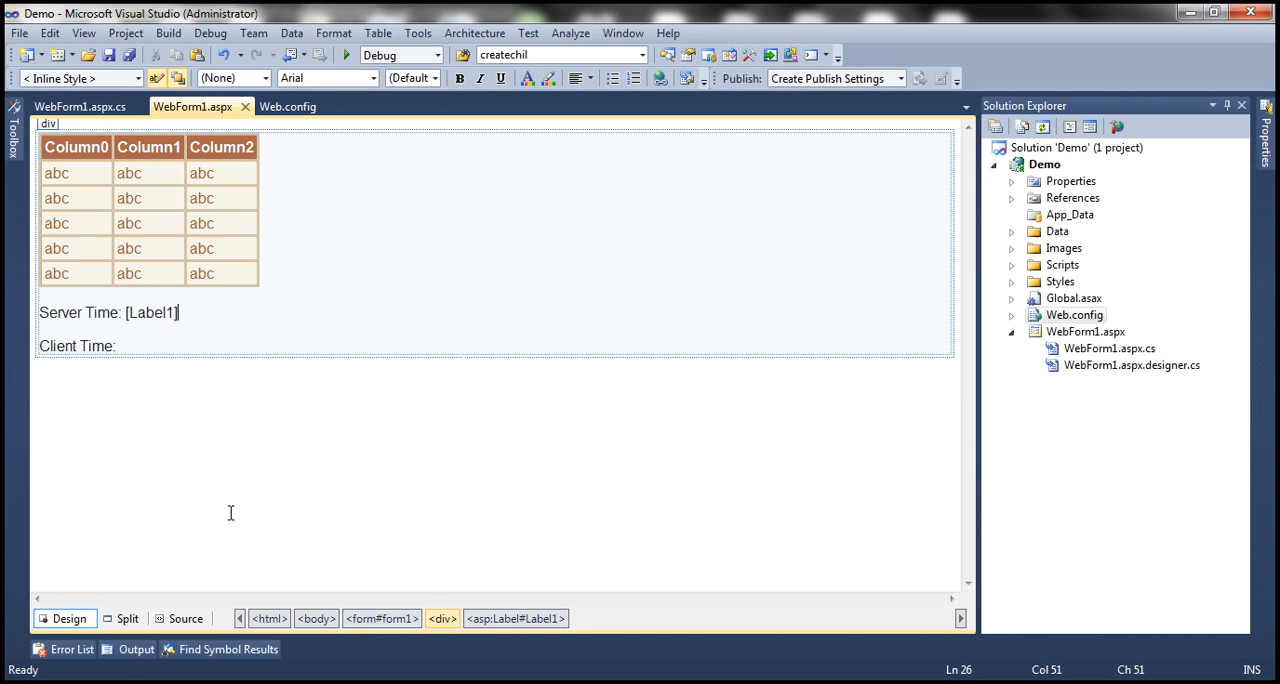 Demo - Microsoft Visual Studio (Administrator)
File Edit View Project Build Debug Team Data Format Table Tools Architecture Test Analyze Window Help
Debug createchil
< Inline Style > (None) Arial (Default B I U A Publish: Create Publish Settings
WebForm1.aspx.cs WebForm1.aspx Web.config
Solution Explorer
Toolbox
Properties
div
Column0 Column1 Column2
abc abc abc
abc abc abc
abc abc abc
abc abc abc
abc abc abc
Server Time: [Label1]
Client Time:
Solution 'Demo' (1 project)
Demo
Properties
References
App_Data
Data
Images
Scripts
Styles
Global.asax
Web.config
WebForm1.aspx
WebForm1.aspx.cs
WebForm1.aspx.designer.cs
Design Split Source <html> <body> <form#form1> <div> <asp:Label#Label1>
Error List Output Find Symbol Results
Ready Ln 26 Col 51 Ch 51 INS